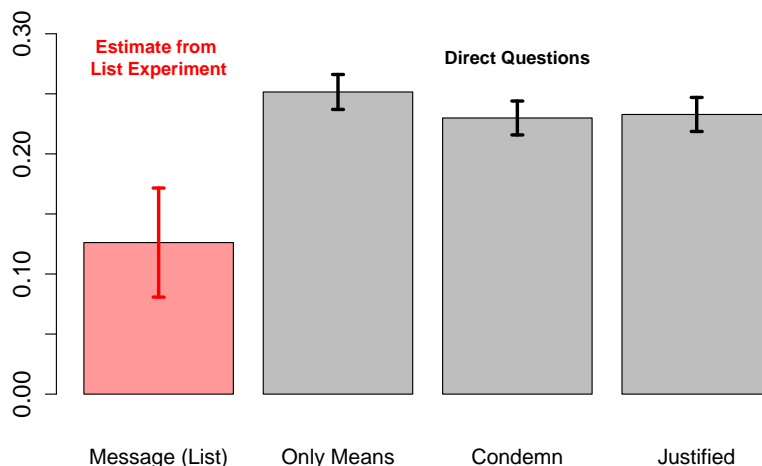 0.30
0.20
0.10
0.00
Estimate from
List Experiment
Direct Questions
Message (List)
Only Means
Condemn
Justified